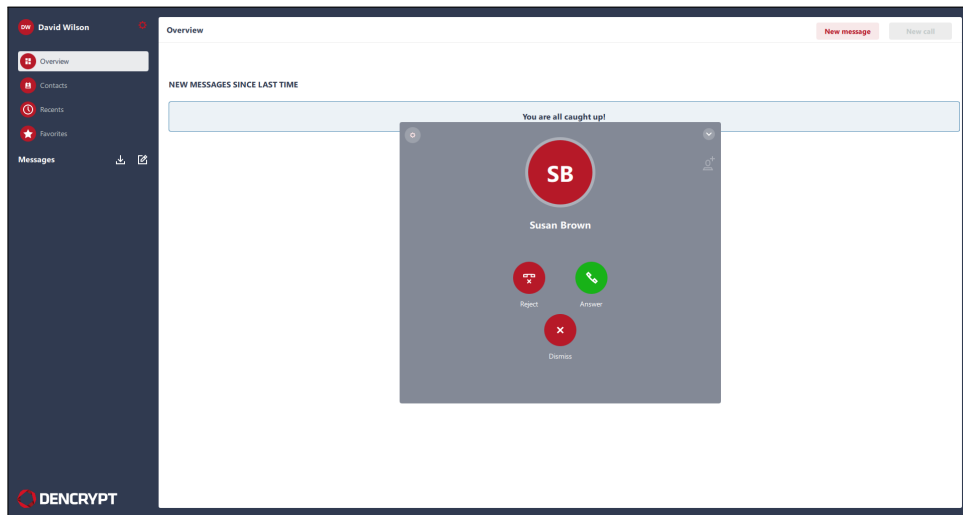 DW David Wilson
Overview
Contacts
Recents
Favorites
Messages
DENCRYPT
Overview
New message
New call
NEW MESSAGES SINCE LAST TIME
You are all caught up!
SB
Susan Brown
Reject Answer
Dismiss